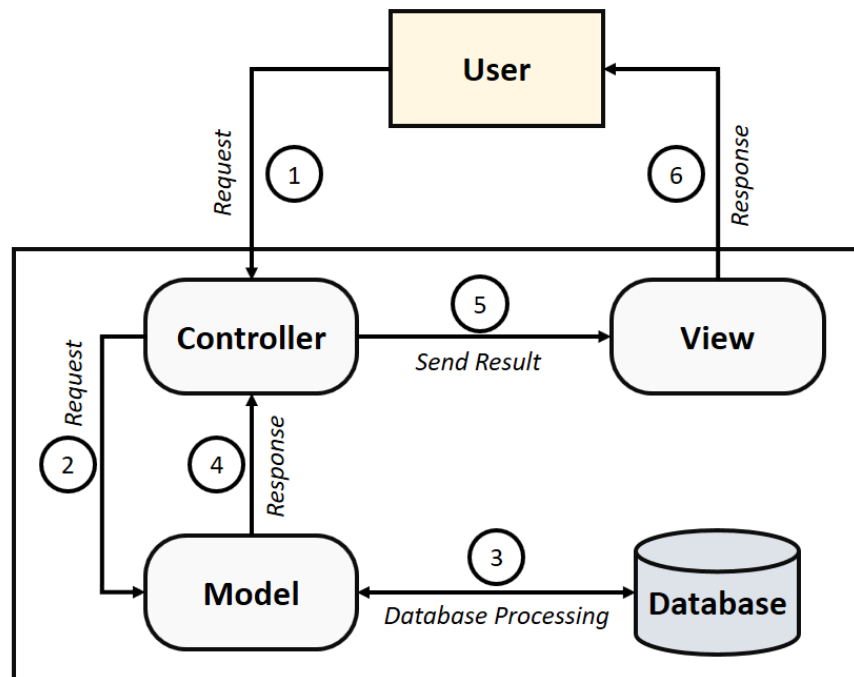 User
Request
1
6
Response
Controller
5
Send Result
View
Request
2
4
Response
Model
3
Database Processing
Database